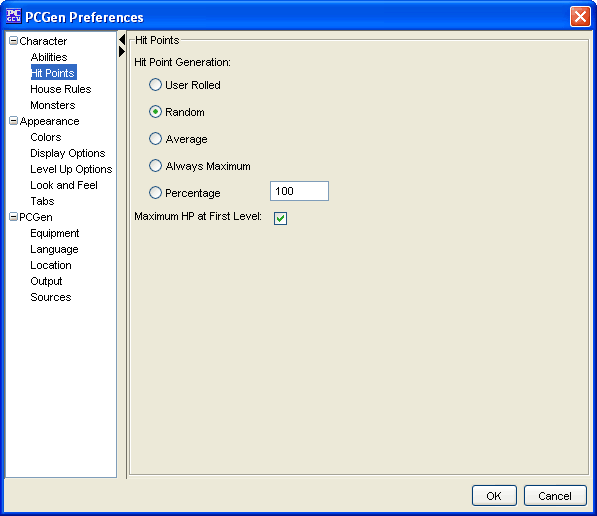 PCGen Preferences
Character
Abilities
Hit Points
House Rules
Monsters
Appearance
Colors
Display Options
Level Up Options
Look and Feel
Tabs
PCGen
Equipment
Language
Location
Output
Sources
Hit Points
Hit Point Generation:
User Rolled
Random
Average
Always Maximum
Percentage 100
Maximum HP at First Level:
OK Cancel